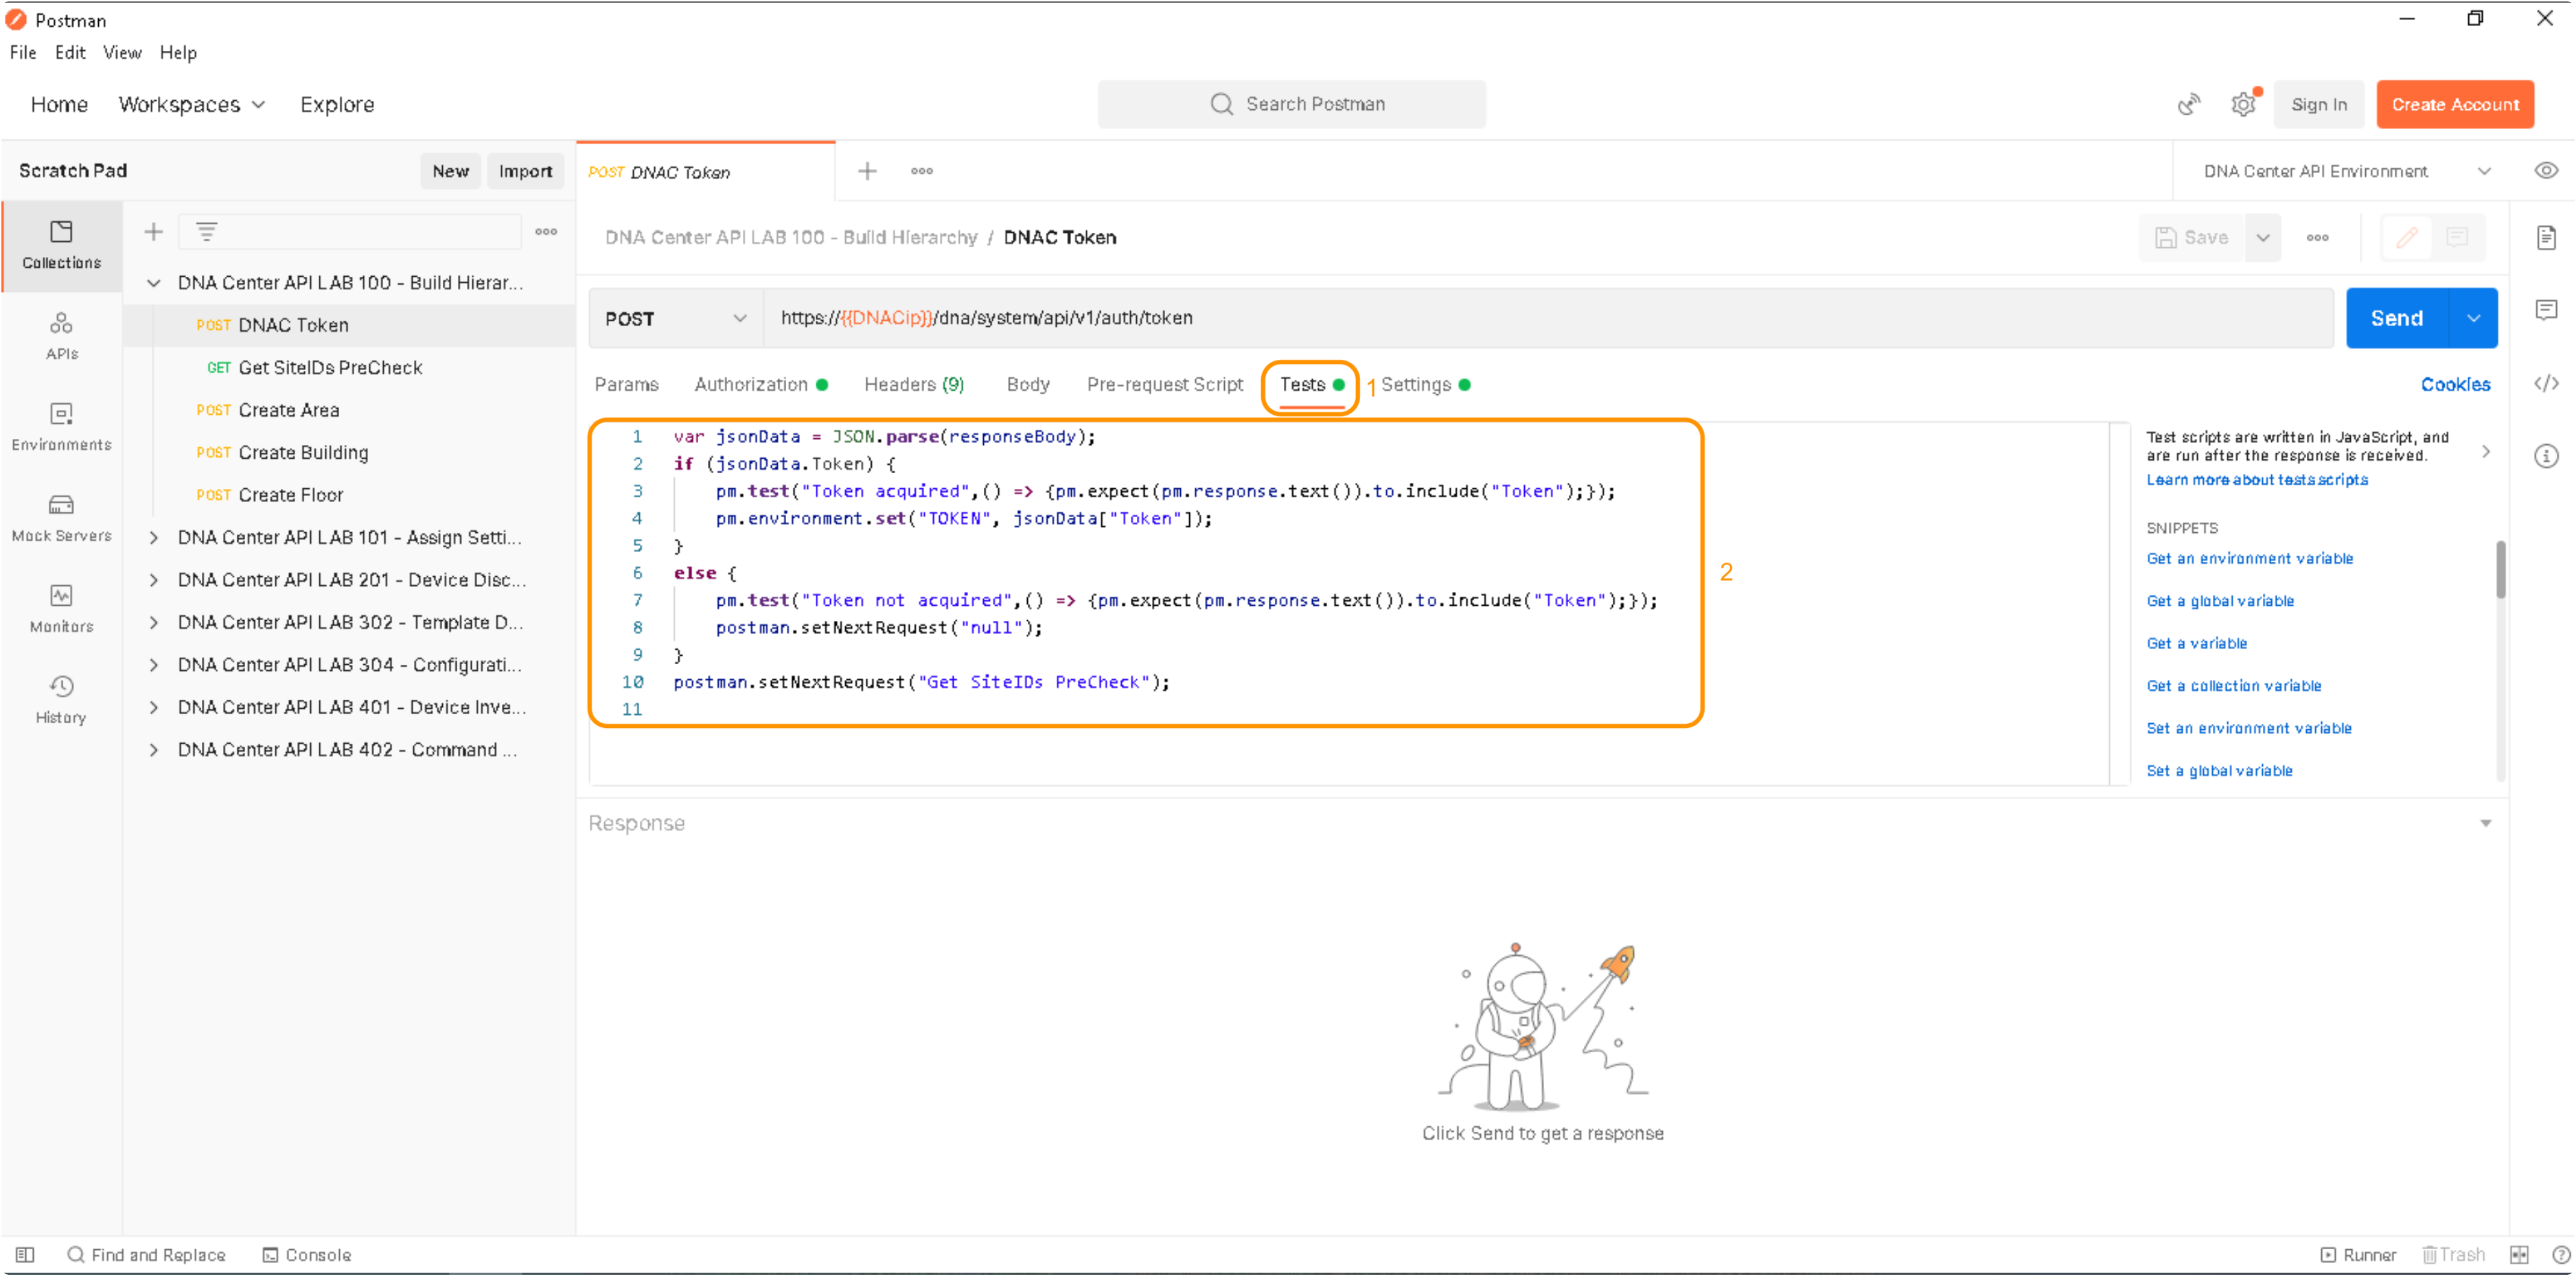 Postman
File Edit View Help
Home Workspaces Explore
Search Postman
Sign In Create Account
Scratch Pad New Import
POST DNAC Token
DNA Center API Environment
Collections
APIs
Environments
Mock Servers
Monitors
History
DNA Center API LAB 100 - Build Hierar...
POST DNAC Token
GET Get SiteIDs PreCheck
POST Create Area
POST Create Building
POST Create Floor
DNA Center API LAB 101 - Assign Setti...
DNA Center API LAB 201 - Device Disc...
DNA Center API LAB 302 - Template D...
DNA Center API LAB 304 - Configurati...
DNA Center API LAB 401 - Device Inve...
DNA Center API LAB 402 - Command ...
DNA Center API LAB 100 - Build Hierarchy / DNAC Token
Save
POST https://{{DNACip}}/dna/system/api/v1/auth/token
Send
Params Authorization Headers (9) Body Pre-request Script Tests 1 Settings Cookies
1 var jsonData = JSON.parse(responseBody);
2 if (jsonData.Token) {
3 pm.test("Token acquired",() => {pm.expect(pm.response.text()).to.include("Token");});
4 pm.environment.set("TOKEN", jsonData["Token"]);
5 }
6 else {
7 pm.test("Token not acquired",() => {pm.expect(pm.response.text()).to.include("Token");});
8 postman.setNextRequest("null");
9 }
10 postman.setNextRequest("Get SiteIDs PreCheck");
11
2
Test scripts are written in JavaScript, and
are run after the response is received.
Learn more about tests scripts
SNIPPETS
Get an environment variable
Get a global variable
Get a variable
Get a collection variable
Set an environment variable
Set a global variable
Response
Click Send to get a response
Find and Replace Console
Runner Trash